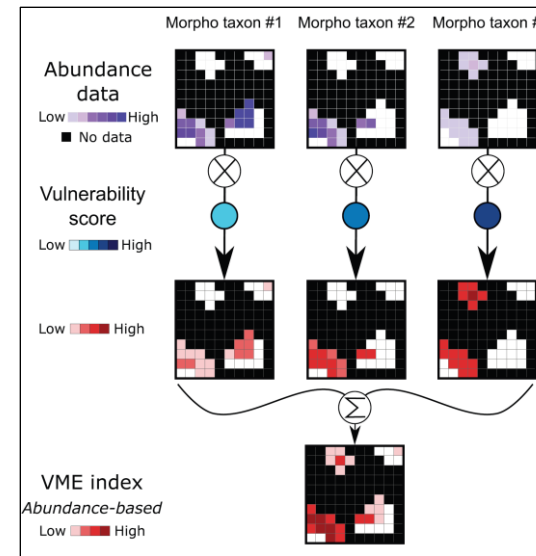 Morpho taxon #1 Morpho taxon #2 Morpho taxon #
Abundance
data
Low High
No data
Vulnerability
score
Low High
Low High
Σ
VME index
Abundance-based
Low High